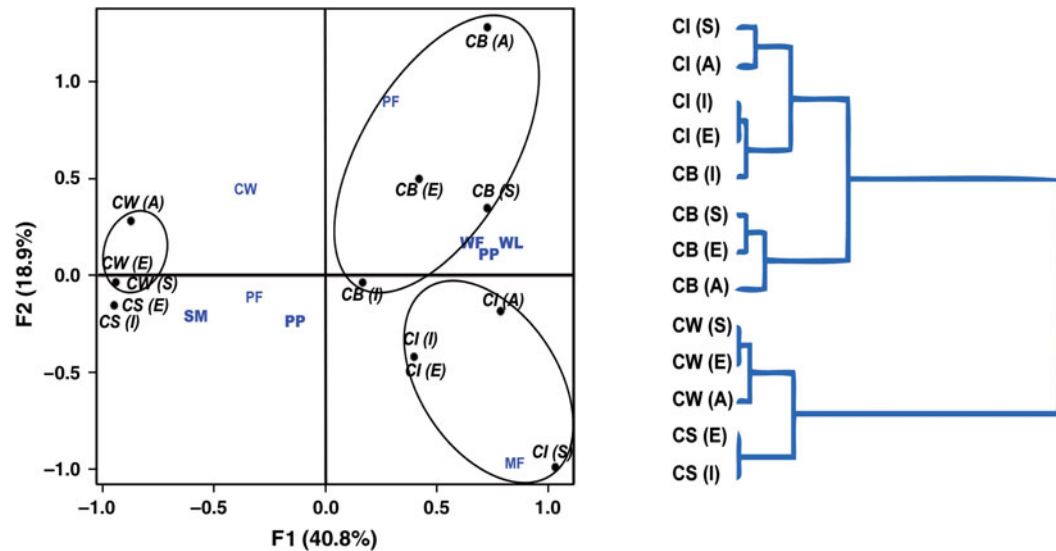 CB (A)
1.0
PF
0.5
CB (E)
CB (S)
CW
CW (A)
WF WL
PP
CW (E)
0.0
CW (S)
CB (I)
CS (E)
PF
CI (A)
CS (I)
SM
PP
CI (I)
CI (E)
−0.5
CI (S)
MF
−1.0
−1.0 −0.5 0.0 0.5 1.0
F1 (40.8%)
F2 (18.9%)
CI (S)
CI (A)
CI (I)
CI (E)
CB (I)
CB (S)
CB (E)
CB (A)
CW (S)
CW (E)
CW (A)
CS (E)
CS (I)